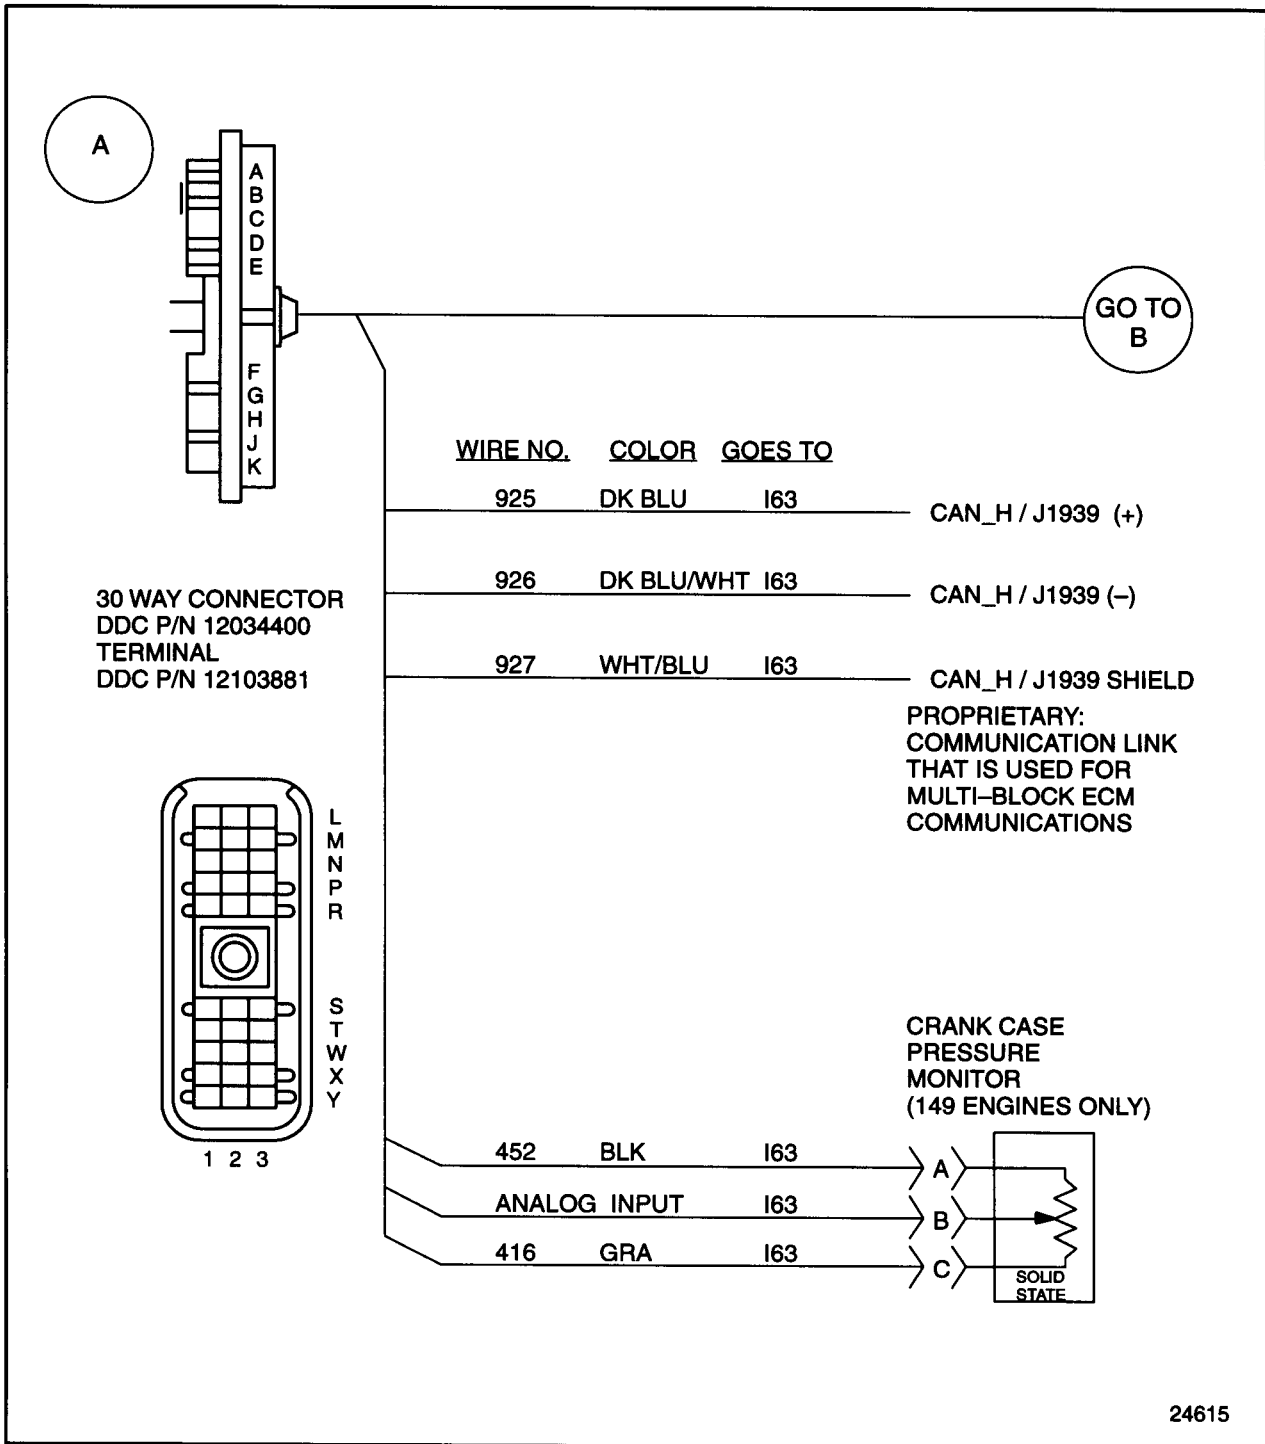 A
A
B
C
D
E
F
G
H
J
K
GO TO
B
WIRE NO. COLOR GOES TO
925 DK BLU I63 CAN_H / J1939 (+)
926 DK BLU/WHT I63 CAN_H / J1939 (–)
927 WHT/BLU I63 CAN_H / J1939 SHIELD
PROPRIETARY:
COMMUNICATION LINK
THAT IS USED FOR
MULTI–BLOCK ECM
COMMUNICATIONS
30 WAY CONNECTOR
DDC P/N 12034400
TERMINAL
DDC P/N 12103881
L
M
N
P
R
S
T
W
X
Y
1 2 3
CRANK CASE
PRESSURE
MONITOR
(149 ENGINES ONLY)
452 BLK I63 A
ANALOG INPUT I63 B
416 GRA I63 C
SOLID
STATE
24615